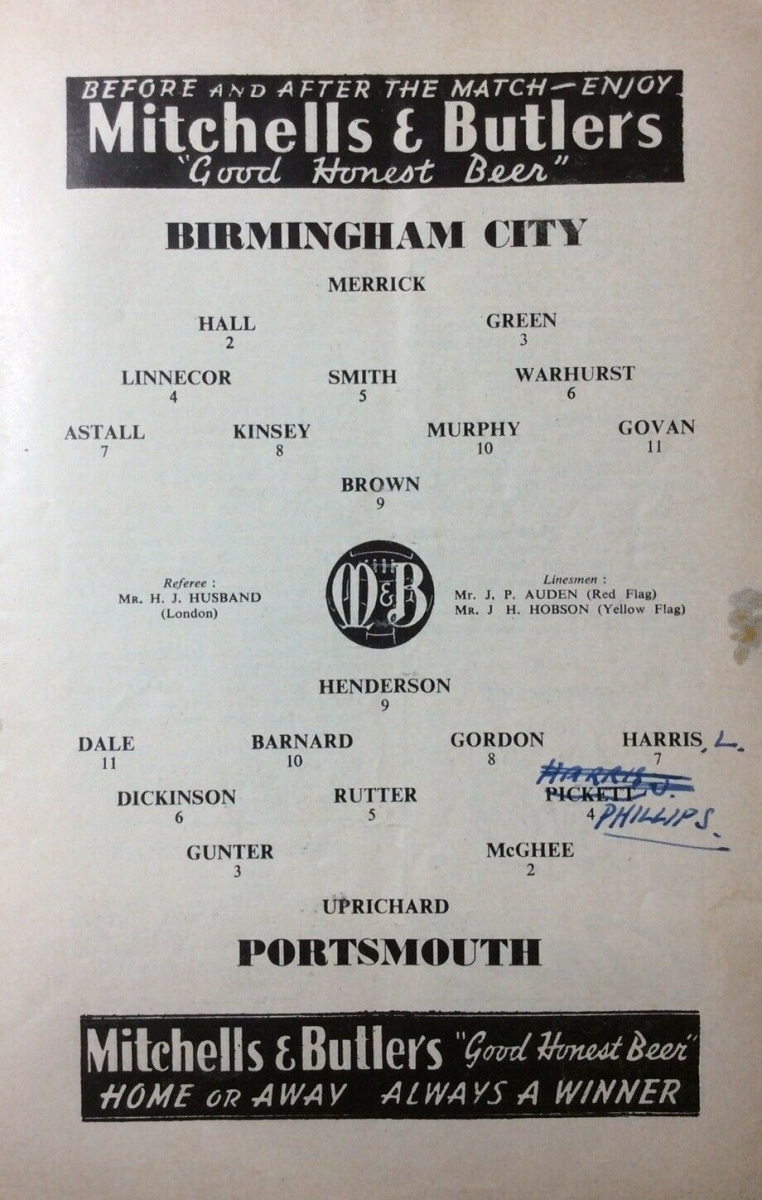 BEFORE AND AFTER THE MATCH—ENJOY
Mitchells & Butlers
"Good Honest Beer"
BIRMINGHAM CITY
MERRICK
HALL GREEN
2 3
LINNECOR SMITH WARHURST
4 5 6
ASTALL KINSEY MURPHY GOVAN
7 8 10 11
BROWN
9
Referee :
MR. H. J. HUSBAND
(London)
M&B
Linesmen :
Mr. J. P. AUDEN (Red Flag)
MR. J H. HOBSON (Yellow Flag)
HENDERSON
9
DALE BARNARD GORDON HARRIS, L.
11 10 8 7
HARRIS J.
DICKINSON RUTTER PICKETT
6 5 4 PHILLIPS.
GUNTER McGHEE
3 2
UPRICHARD
PORTSMOUTH
Mitchells & Butlers "Good Honest Beer"
HOME OR AWAY ALWAYS A WINNER